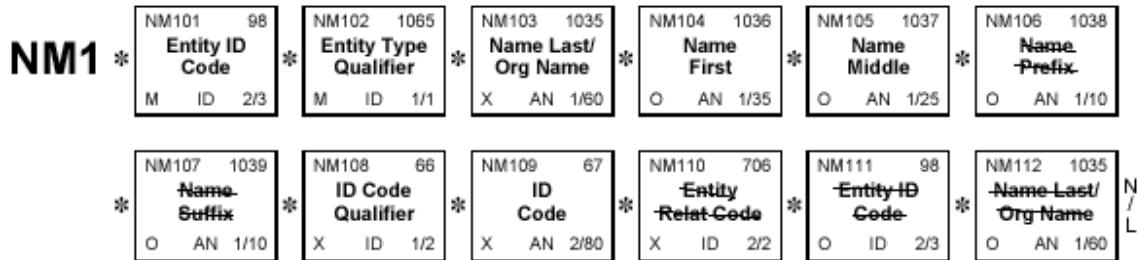 NM1 * NM101 98 * NM102 1065 * NM103 1035 * NM104 1036 * NM105 1037 * NM106 1038
Entity ID Entity Type Name Last/ Name Name Name
Code Qualifier Org Name First Middle Prefix
M ID 2/3 M ID 1/1 X AN 1/60 O AN 1/35 O AN 1/25 O AN 1/10
* NM107 1039 * NM108 66 * NM109 67 * NM110 706 * NM111 98 * NM112 1035 N/L
Name ID Code ID Entity Entity ID Name Last/
Suffix Qualifier Code Relat Code Code Org Name
O AN 1/10 X ID 1/2 X AN 2/80 X ID 2/2 O ID 2/3 O AN 1/60